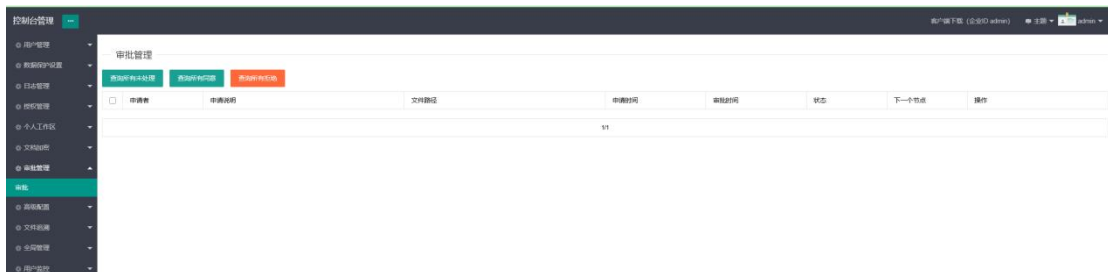 控制台管理
客户端下载 (企业ID admin) 主题 admin
用户管理
数据保护设置
日志管理
授权管理
个人工作区
文档加密
审批管理
审批
高级配置
文件追溯
全局管理
用户监控
审批管理
查询所有未处理 查询所有同意 查询所有拒绝
申请者 申请说明 文件路径 申请时间 审批时间 状态 下一个节点 操作
1/1